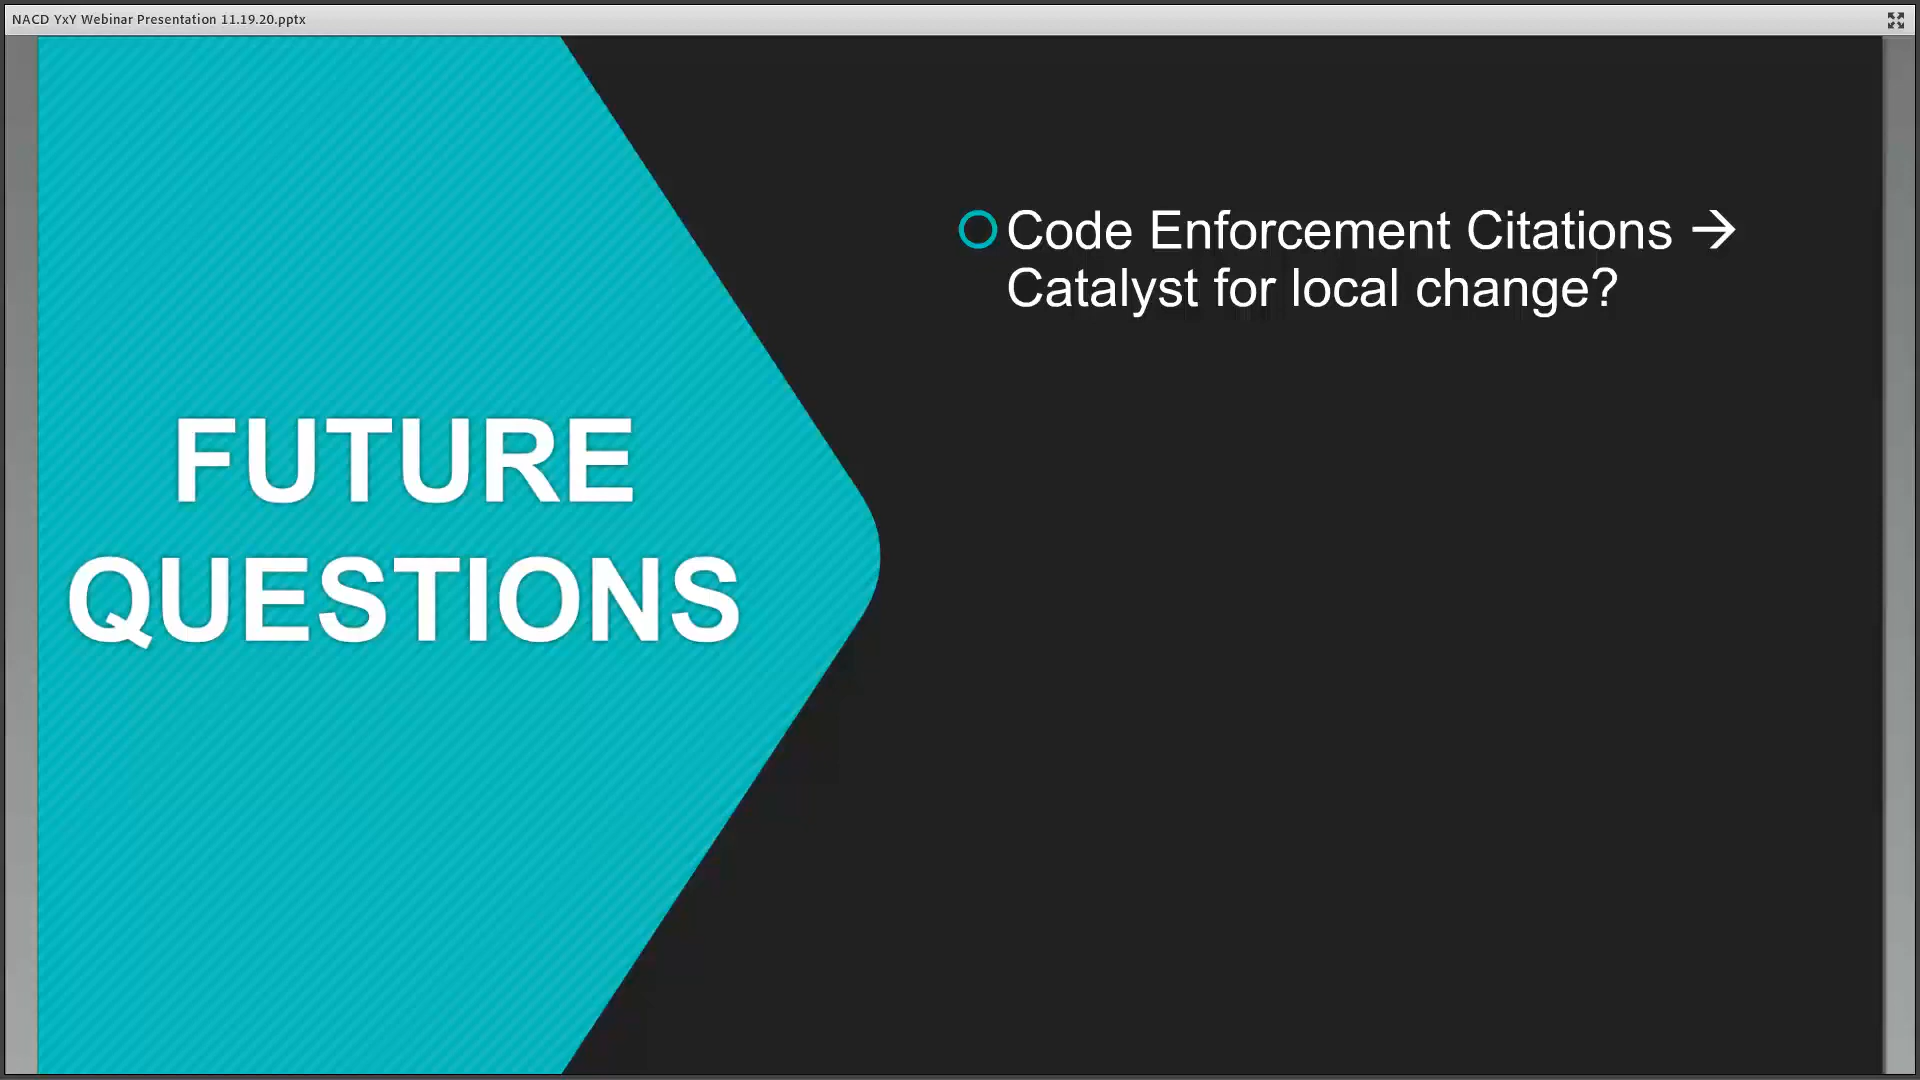 NACD YxY Webinar Presentation 11.19.20.pptx
FUTURE
QUESTIONS
Code Enforcement Citations →
Catalyst for local change?